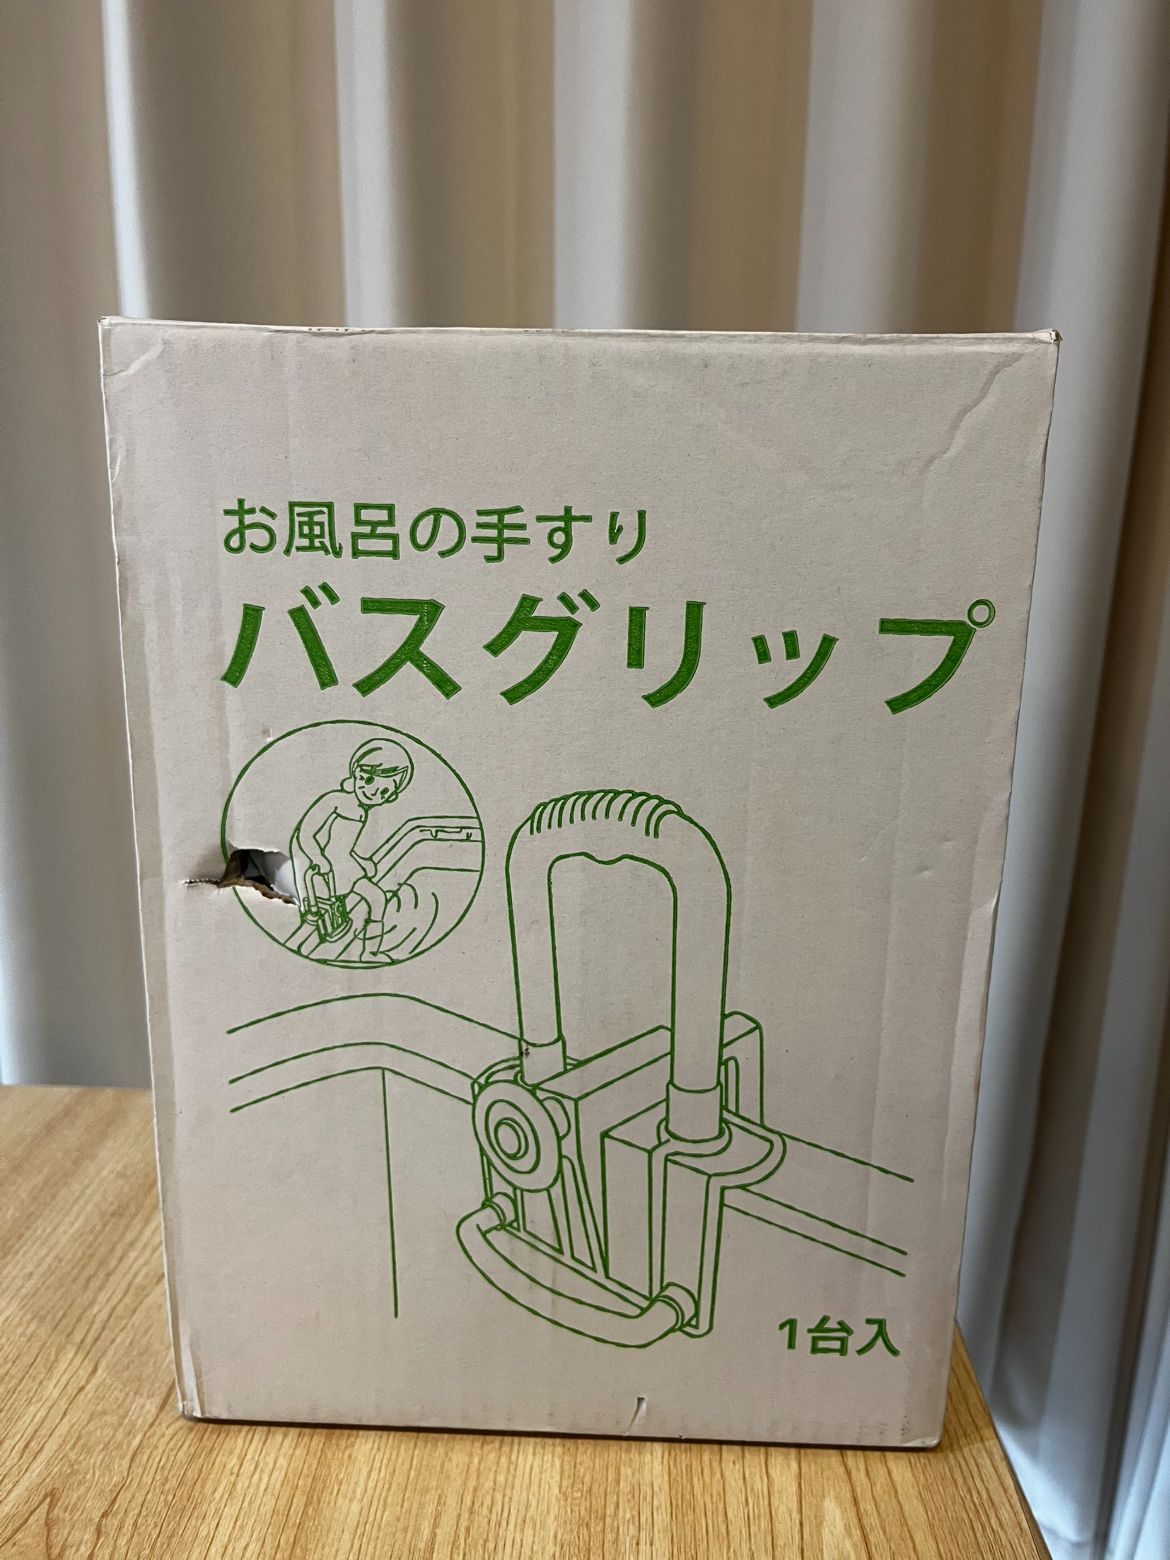 お風呂の手すり
バスグリップ
1台入